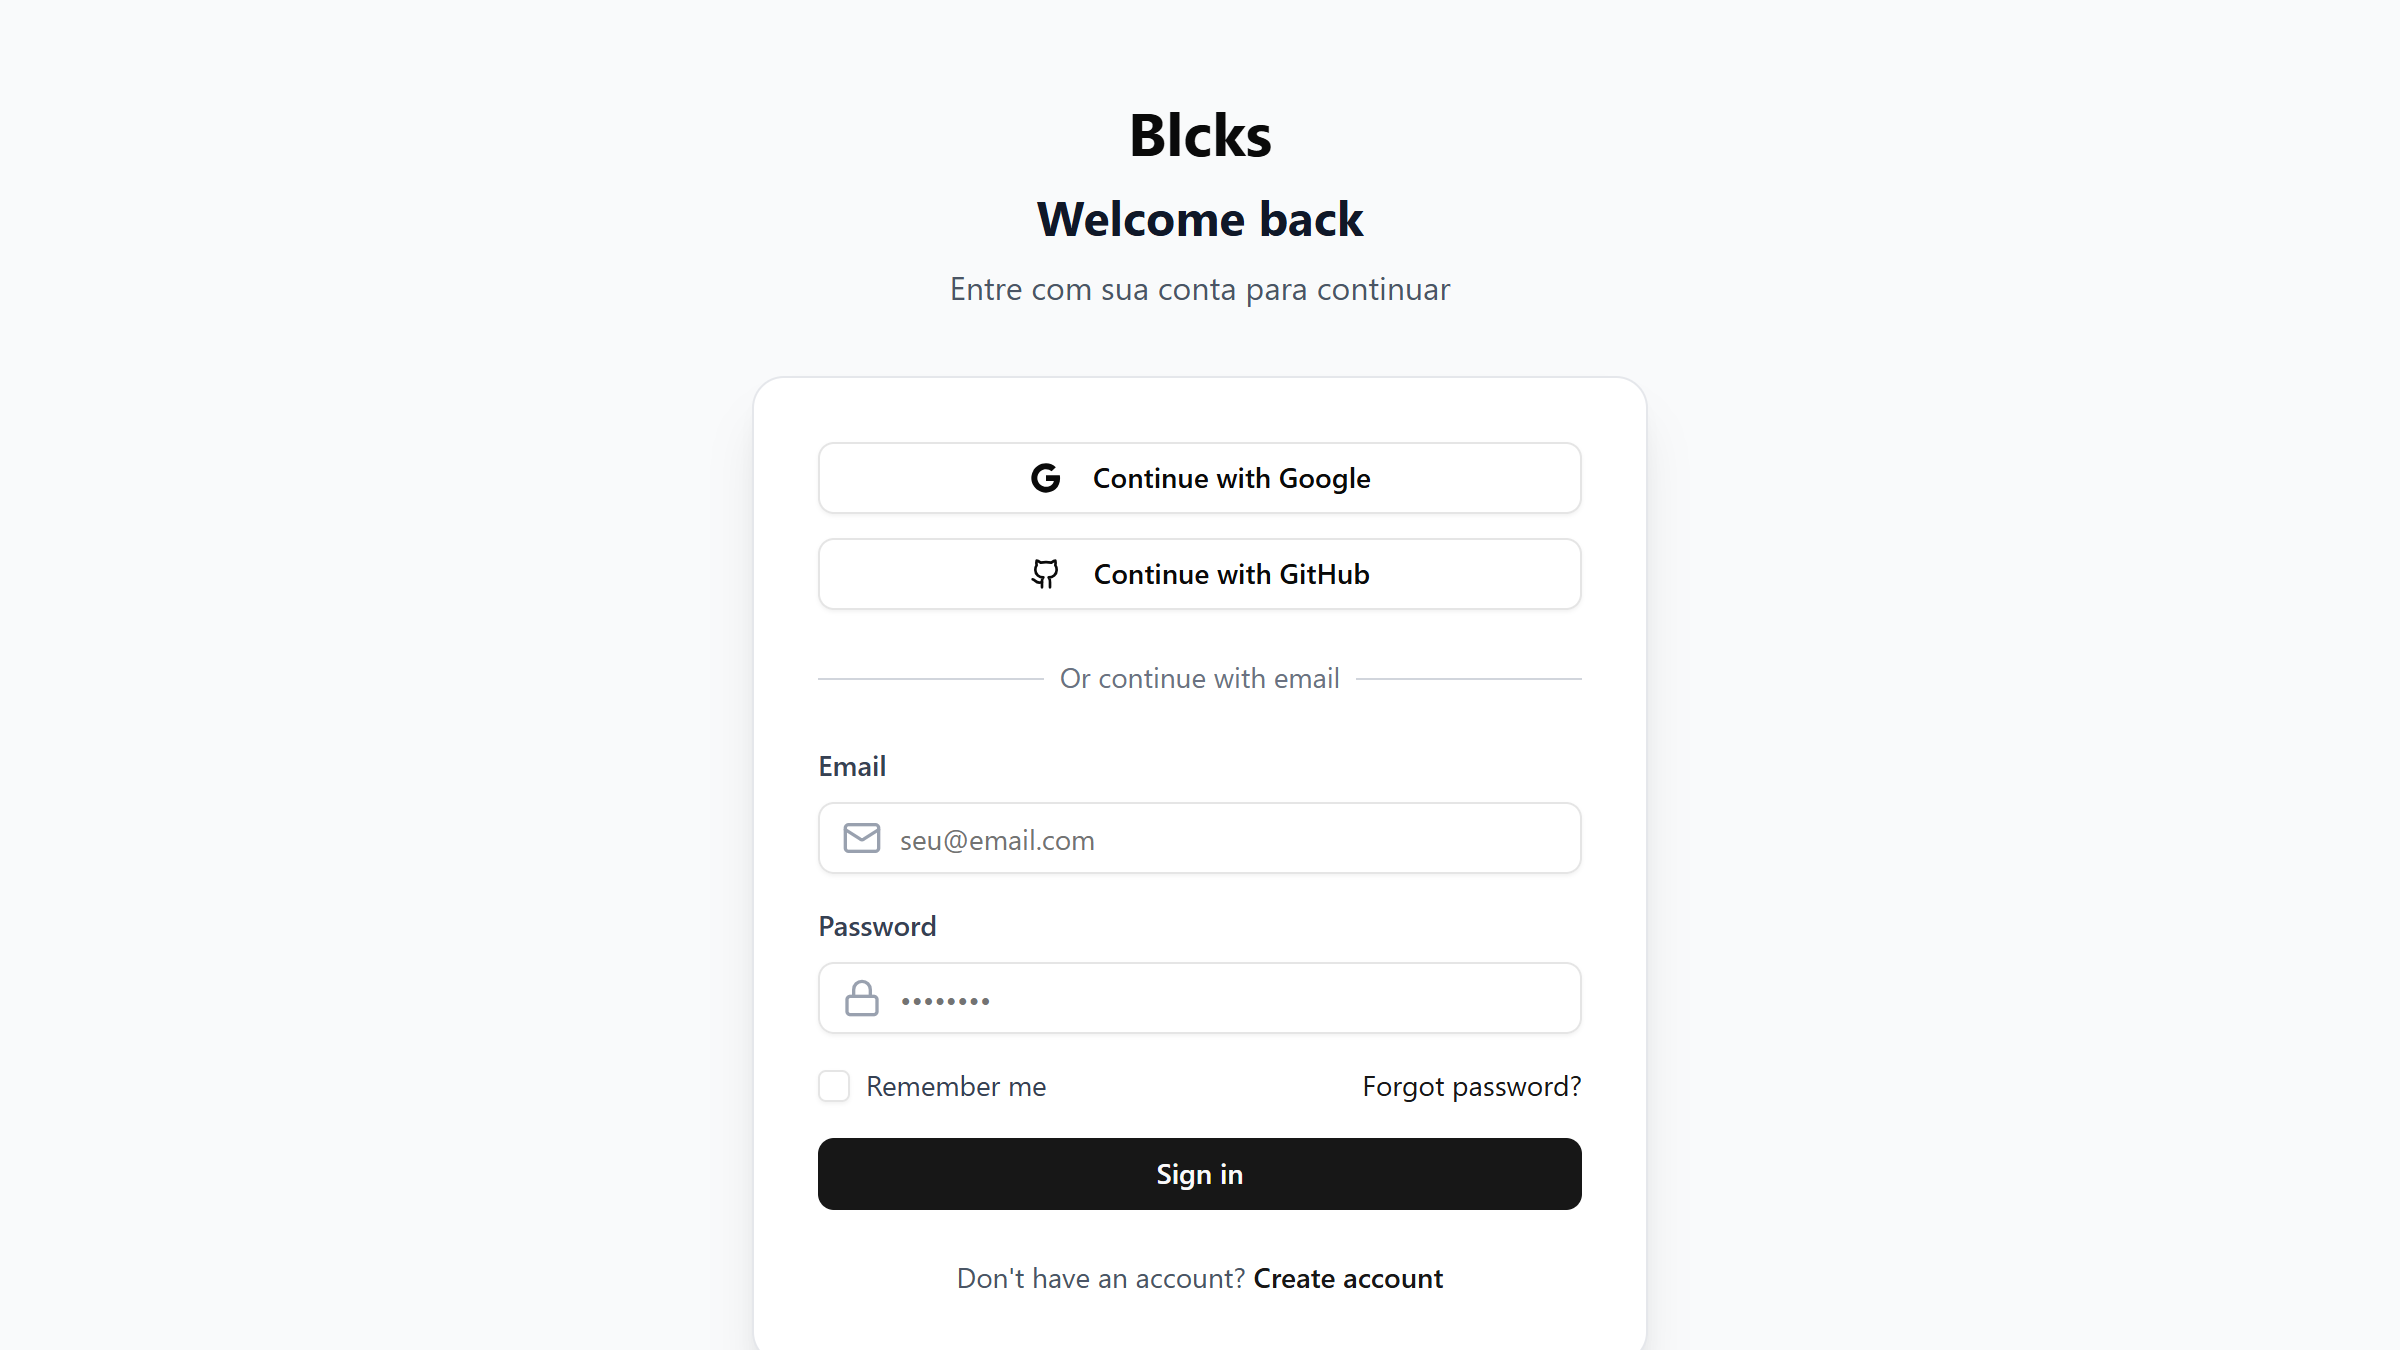 Blcks
Welcome back
Entre com sua conta para continuar
Continue with Google
Continue with GitHub
Or continue with email
Email
seu@email.com
Password
••••••••
Remember me
Forgot password?
Sign in
Don't have an account? Create account